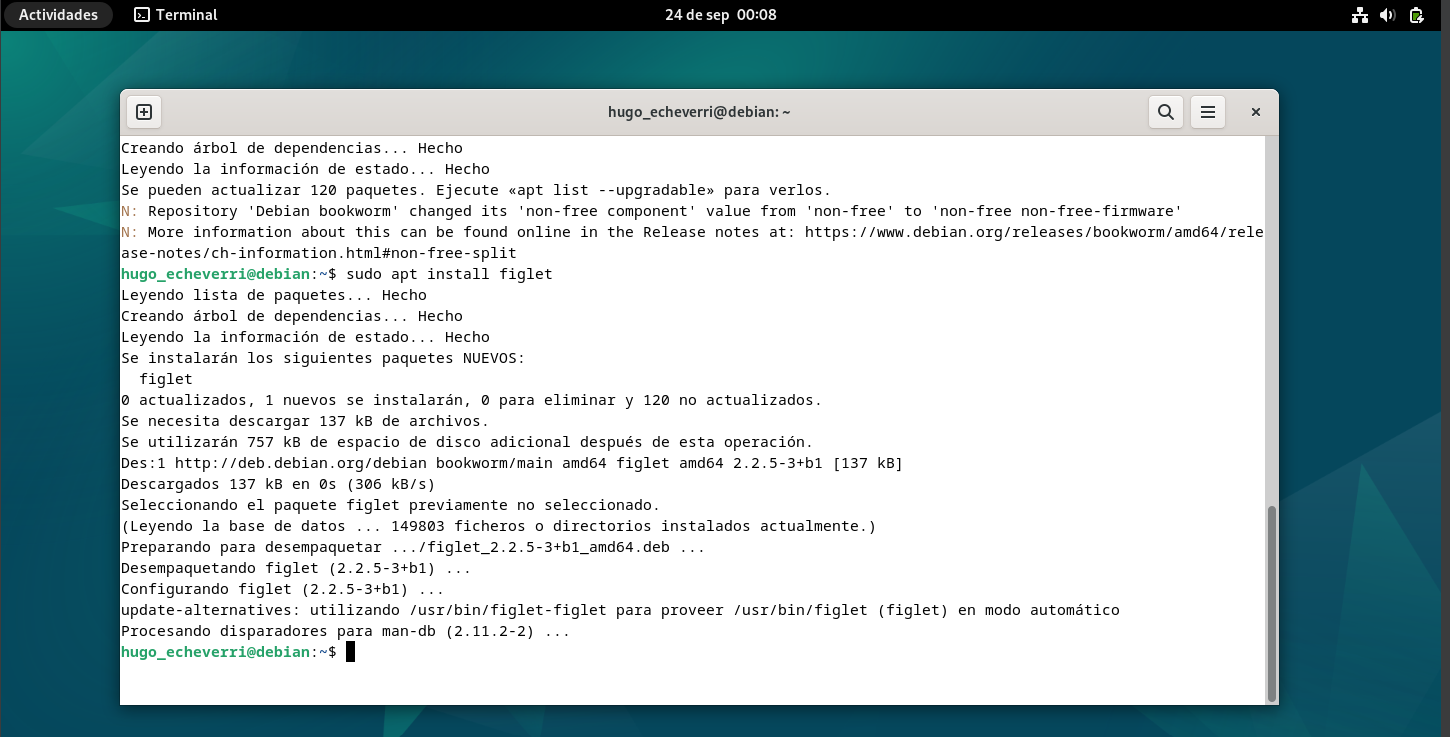 Actividades
Terminal
24 de sep 00:08
hugo_echeverri@debian: ~
Creando árbol de dependencias... Hecho
Leyendo la información de estado... Hecho
Se pueden actualizar 120 paquetes. Ejecute «apt list --upgradable» para verlos.
N: Repository 'Debian bookworm' changed its 'non-free component' value from 'non-free' to 'non-free non-free-firmware'
N: More information about this can be found online in the Release notes at: https://www.debian.org/releases/bookworm/amd64/rele
ase-notes/ch-information.html#non-free-split
hugo_echeverri@debian:~$ sudo apt install figlet
Leyendo lista de paquetes... Hecho
Creando árbol de dependencias... Hecho
Leyendo la información de estado... Hecho
Se instalarán los siguientes paquetes NUEVOS:
  figlet
0 actualizados, 1 nuevos se instalarán, 0 para eliminar y 120 no actualizados.
Se necesita descargar 137 kB de archivos.
Se utilizarán 757 kB de espacio de disco adicional después de esta operación.
Des:1 http://deb.debian.org/debian bookworm/main amd64 figlet amd64 2.2.5-3+b1 [137 kB]
Descargados 137 kB en 0s (306 kB/s)
Seleccionando el paquete figlet previamente no seleccionado.
(Leyendo la base de datos ... 149803 ficheros o directorios instalados actualmente.)
Preparando para desempaquetar .../figlet_2.2.5-3+b1_amd64.deb ...
Desempaquetando figlet (2.2.5-3+b1) ...
Configurando figlet (2.2.5-3+b1) ...
update-alternatives: utilizando /usr/bin/figlet-figlet para proveer /usr/bin/figlet (figlet) en modo automático
Procesando disparadores para man-db (2.11.2-2) ...
hugo_echeverri@debian:~$